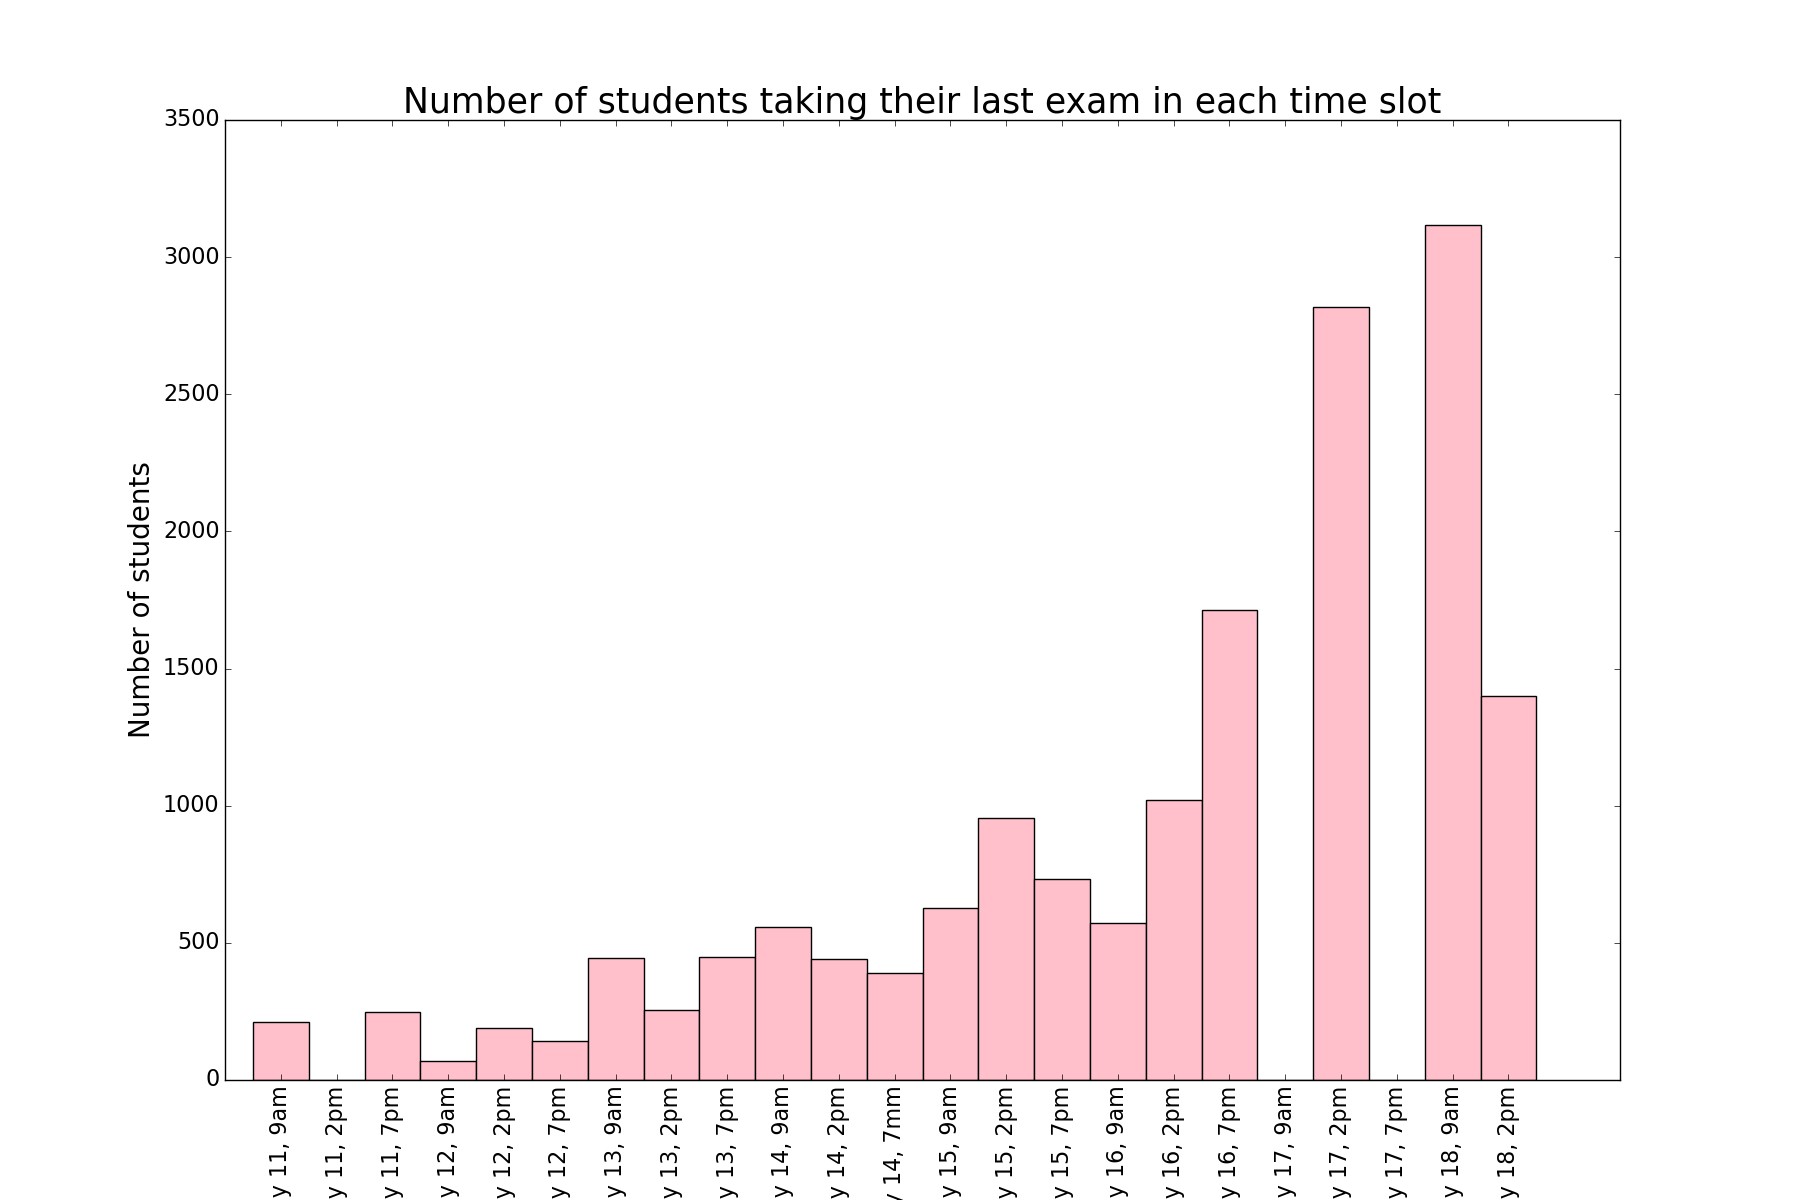 Number of students taking their last exam in each time slot
3500
3000
2500
2000
1500
1000
500
0
Number of students
y 11, 9am
y 11, 2pm
y 11, 7pm
y 12, 9am
y 12, 2pm
y 12, 7pm
y 13, 9am
y 13, 2pm
y 13, 7pm
y 14, 9am
y 14, 2pm
y 14, 7mm
y 15, 9am
y 15, 2pm
y 15, 7pm
y 16, 9am
y 16, 2pm
y 16, 7pm
y 17, 9am
y 17, 2pm
y 17, 7pm
y 18, 9am
y 18, 2pm